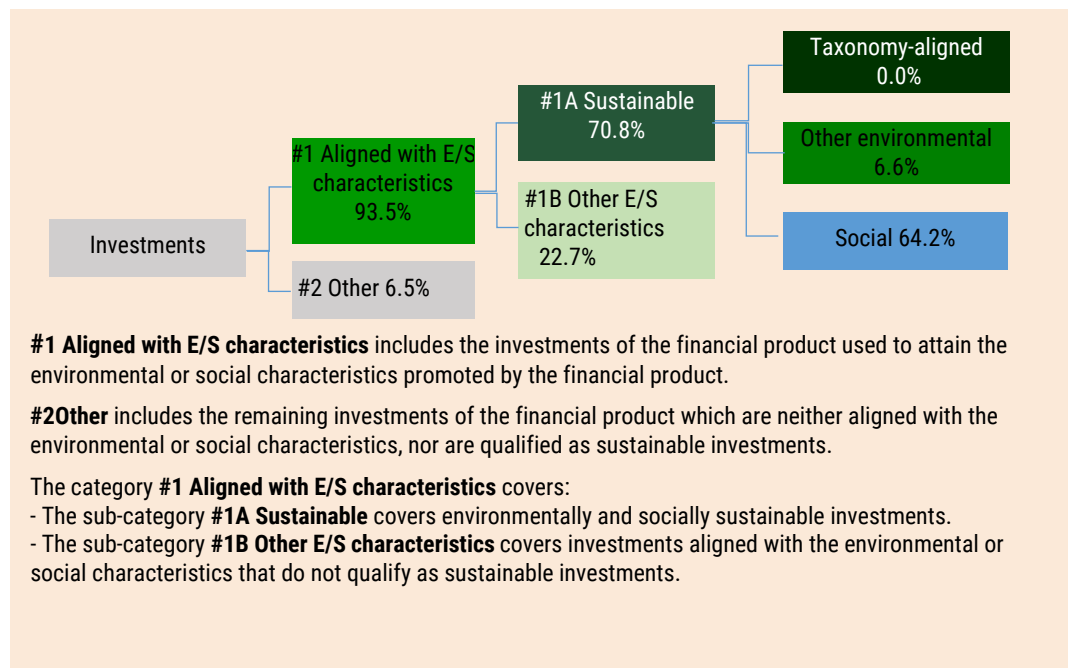 Investments
#1 Aligned with E/S
characteristics
93.5%
#2 Other 6.5%
#1A Sustainable
70.8%
#1B Other E/S
characteristics
22.7%
Taxonomy-aligned
0.0%
Other environmental
6.6%
Social 64.2%
#1 Aligned with E/S characteristics includes the investments of the financial product used to attain the
environmental or social characteristics promoted by the financial product.
#2Other includes the remaining investments of the financial product which are neither aligned with the
environmental or social characteristics, nor are qualified as sustainable investments.
The category #1 Aligned with E/S characteristics covers:
- The sub-category #1A Sustainable covers environmentally and socially sustainable investments.
- The sub-category #1B Other E/S characteristics covers investments aligned with the environmental or
social characteristics that do not qualify as sustainable investments.